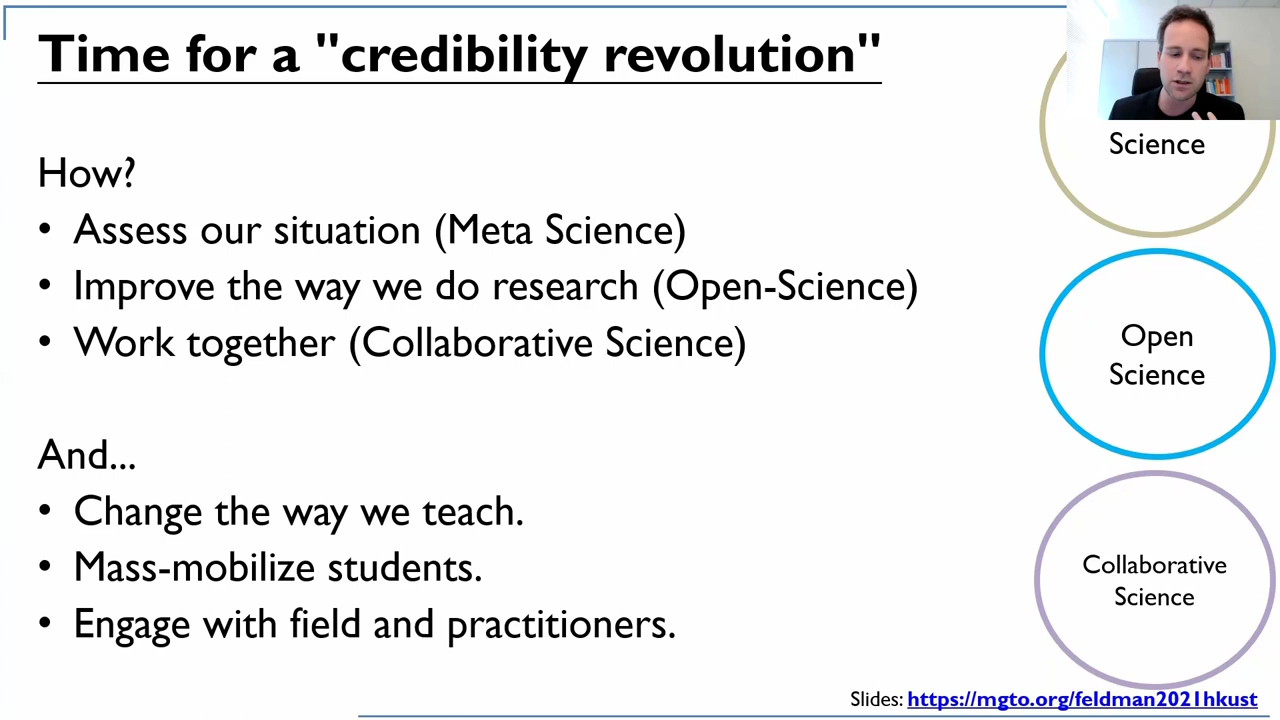 Time for a "credibility revolution"
How?
• Assess our situation (Meta Science)
• Improve the way we do research (Open-Science)
• Work together (Collaborative Science)
And...
• Change the way we teach.
• Mass-mobilize students.
• Engage with field and practitioners.
Science
Open
Science
Collaborative
Science
Slides: https://mgto.org/feldman2021hkust